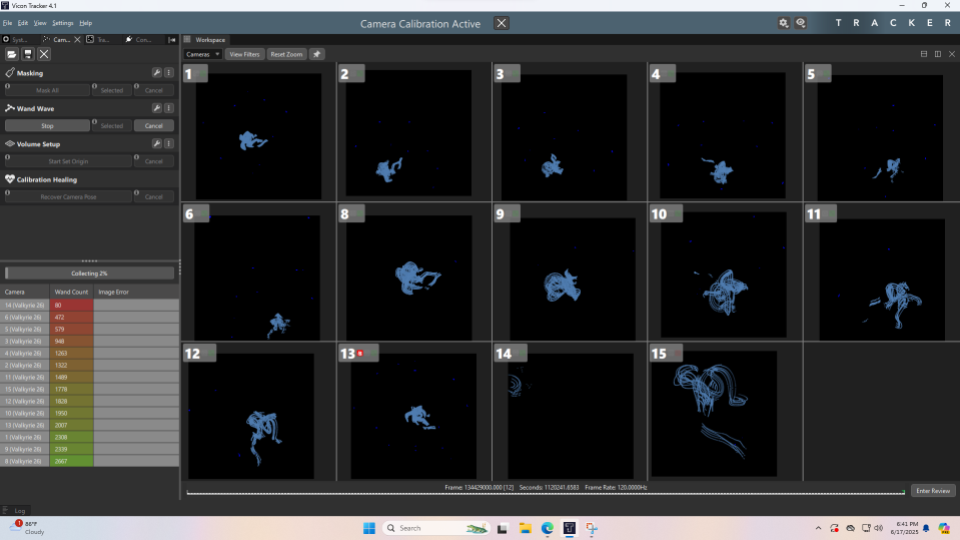 Vicon Tracker 4.1
File Edit View Settings Help
Camera Calibration Active
TRACKER
Syst... Cam... Tra... Con...
Workspace
Cameras View Filters Reset Zoom
Masking
Mask All Selected Cancel
Wand Wave
Stop Selected Cancel
Volume Setup
Start Set Origin Cancel
Calibration Healing
Recover Camera Pose Cancel
Collecting 2%
Camera Wand Count Image Error
14 (Valkyrie 26) 80
6 (Valkyrie 26) 472
5 (Valkyrie 26) 579
3 (Valkyrie 26) 948
4 (Valkyrie 26) 1263
2 (Valkyrie 26) 1322
11 (Valkyrie 26) 1489
15 (Valkyrie 26) 1778
12 (Valkyrie 26) 1828
10 (Valkyrie 26) 1950
13 (Valkyrie 26) 2007
1 (Valkyrie 26) 2308
9 (Valkyrie 26) 2339
8 (Valkyrie 26) 2667
1 2 3 4 5
6 8 9 10 11
12 13 14 15
Frame: 134429000.000 [12] Seconds: 1120241.6583 Frame Rate: 120.0000Hz
Enter Review
Log
1
86°F
Cloudy
Search
6:41 PM
6/17/2025